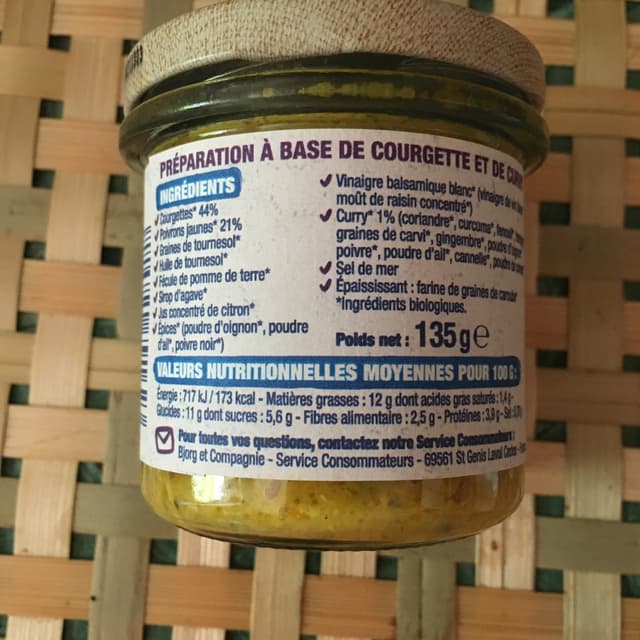 PRÉPARATION À BASE DE COURGETTE ET DE
INGRÉDIENTS
Courgettes* 44%
Poivrons jaunes* 21%
Graines de tournesol*
Huile de tournesol*
Fécule de pomme de terre*
Sirop d'agave*
Jus concentré de citron*
Epices* (poudre d'oignon*, poudre
d'ail*, poivre noir*)
Vinaigre balsamique blanc* (vinaigre de vin
moût de raisin concentré*)
Curry* 1% (coriandre*, curcuma*,
graines de carvi*, gingembre*, poudre
poivre*, poudre d'ail*, cannelle*, poudre de
Sel de mer
Épaississant : farine de graines de
*Ingrédients biologiques.
Poids net : 135g e
VALEURS NUTRITIONNELLES MOYENNES POUR 100 G :
Énergie : 717 kJ / 173 kcal - Matières grasses : 12 g dont acides gras saturés : 1,4 g -
Glucides : 11 g dont sucres : 5,6 g - Fibres alimentaire : 2,5 g - Protéines : 3,9 g - Sel :
Pour toutes vos questions, contactez notre Service Consommateurs :
Bjorg et Compagnie - Service Consommateurs - 69561 St Genis Laval Cedex -